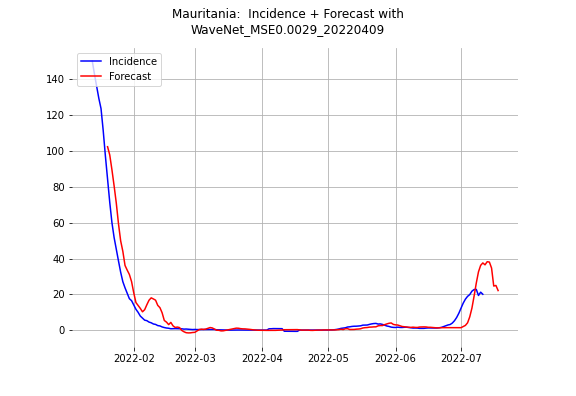 Mauritania:  Incidence + Forecast with
WaveNet_MSE0.0029_20220409
Incidence
Forecast
140
120
100
80
60
40
20
0
2022-02 2022-03 2022-04 2022-05 2022-06 2022-07